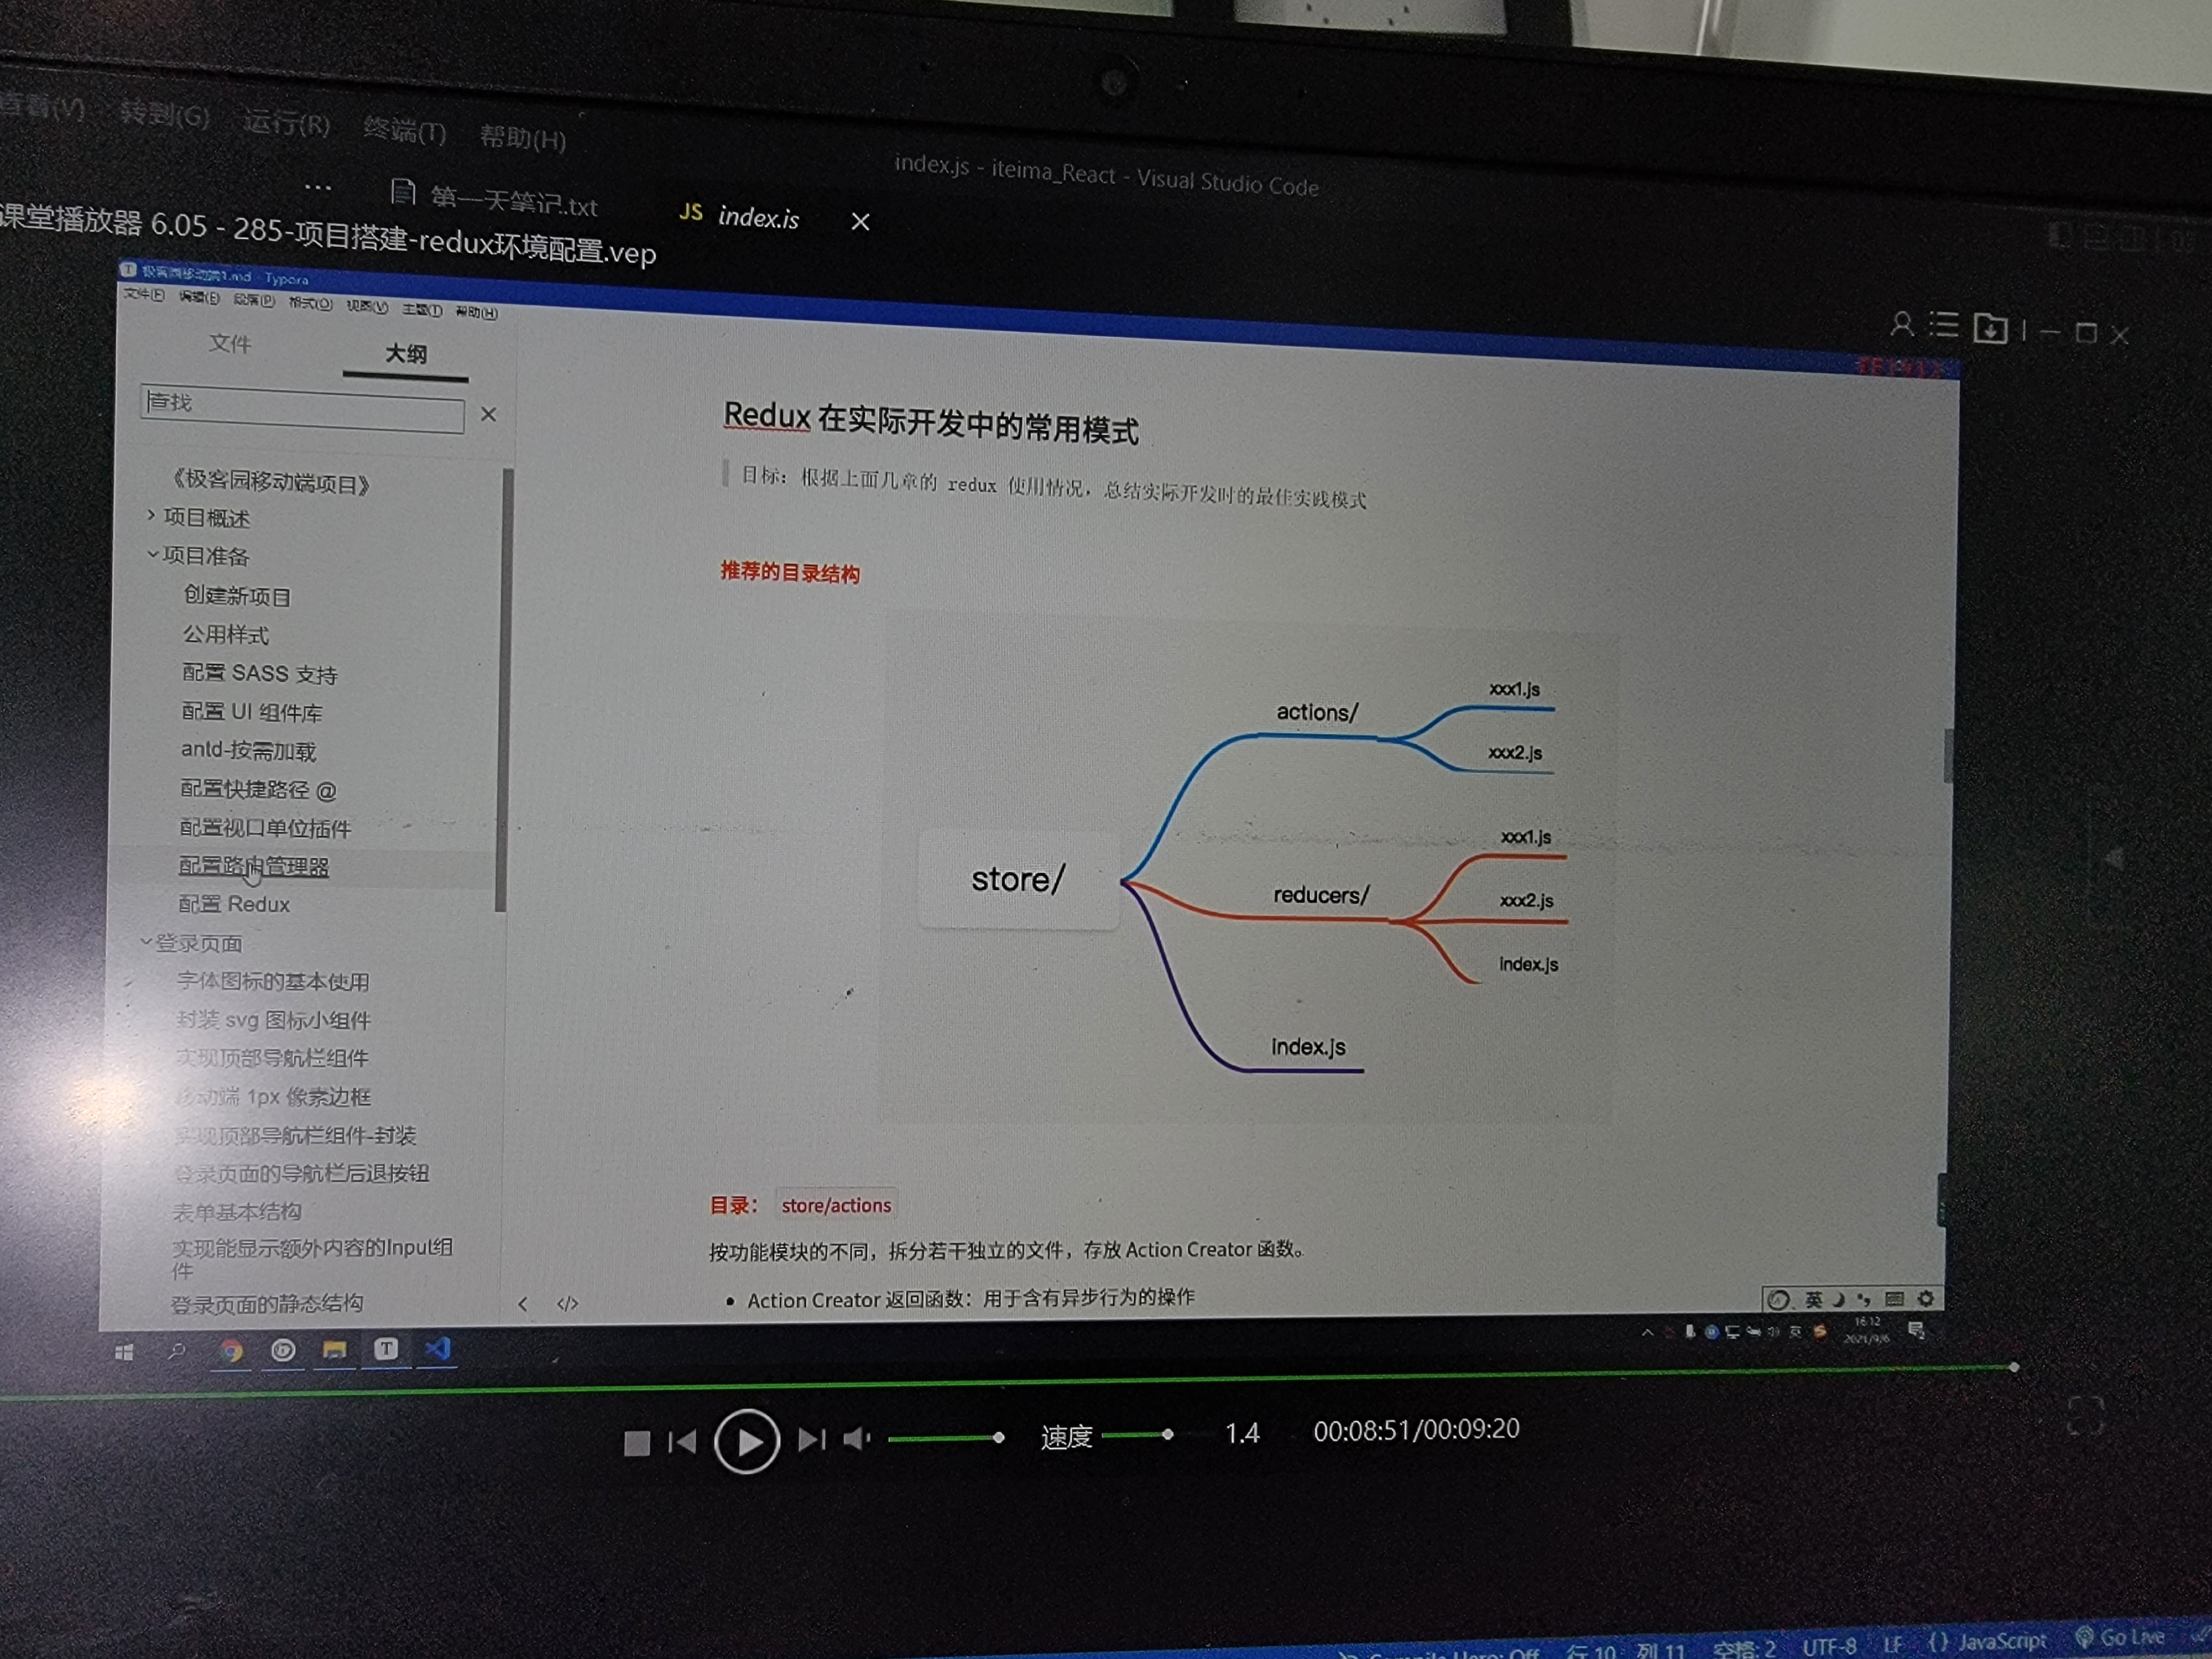 查看(V) 转到(G) 运行(R) 终端(T) 帮助(H)
index.js - iteima_React - Visual Studio Code
··· 第一天笔记.txt JS index.js ×
课堂播放器 6.05 - 285-项目搭建-redux环境配置.vep
极客园移动端1.md - Typora
文件(F) 编辑(E) 段落(P) 格式(O) 视图(V) 主题(T) 帮助(H)
文件 大纲
查找
《极客园移动端项目》
项目概述
项目准备
创建新项目
公用样式
配置 SASS 支持
配置 UI 组件库
antd-按需加载
配置快捷路径 @
配置视口单位插件
配置路由管理器
配置 Redux
登录页面
字体图标的基本使用
封装 svg 图标小组件
实现顶部导航栏组件
移动端 1px 像素边框
实现顶部导航栏组件-封装
登录页面的导航栏后退按钮
表单基本结构
实现能显示额外内容的Input组
件
登录页面的静态结构
Redux 在实际开发中的常用模式
目标：根据上面几章的 redux 使用情况，总结实际开发时的最佳实践模式
推荐的目录结构
store/
actions/
xxx1.js
xxx2.js
reducers/
xxx1.js
xxx2.js
index.js
index.js
目录： store/actions
按功能模块的不同，拆分若干独立的文件，存放 Action Creator 函数。
• Action Creator 返回函数：用于含有异步行为的操作
英
英
16:12
2021/9/6
速度 1.4 00:08:51/00:09:20
行 10, 列 11 空格: 2 UTF-8 LF {} JavaScript Go Live